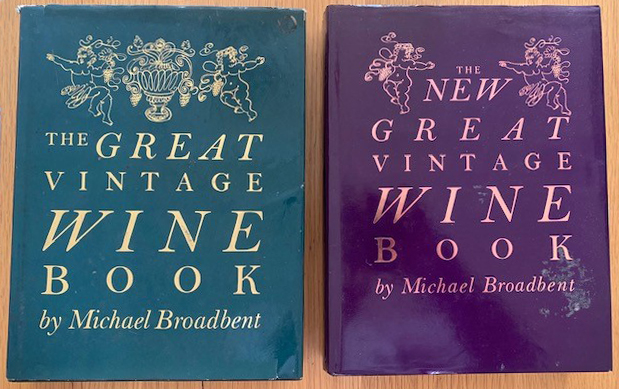 THE GREAT
VINTAGE
WINE
BOOK
by Michael Broadbent
THE
NEW
GREAT
VINTAGE
WINE
BOOK
by Michael Broadbent